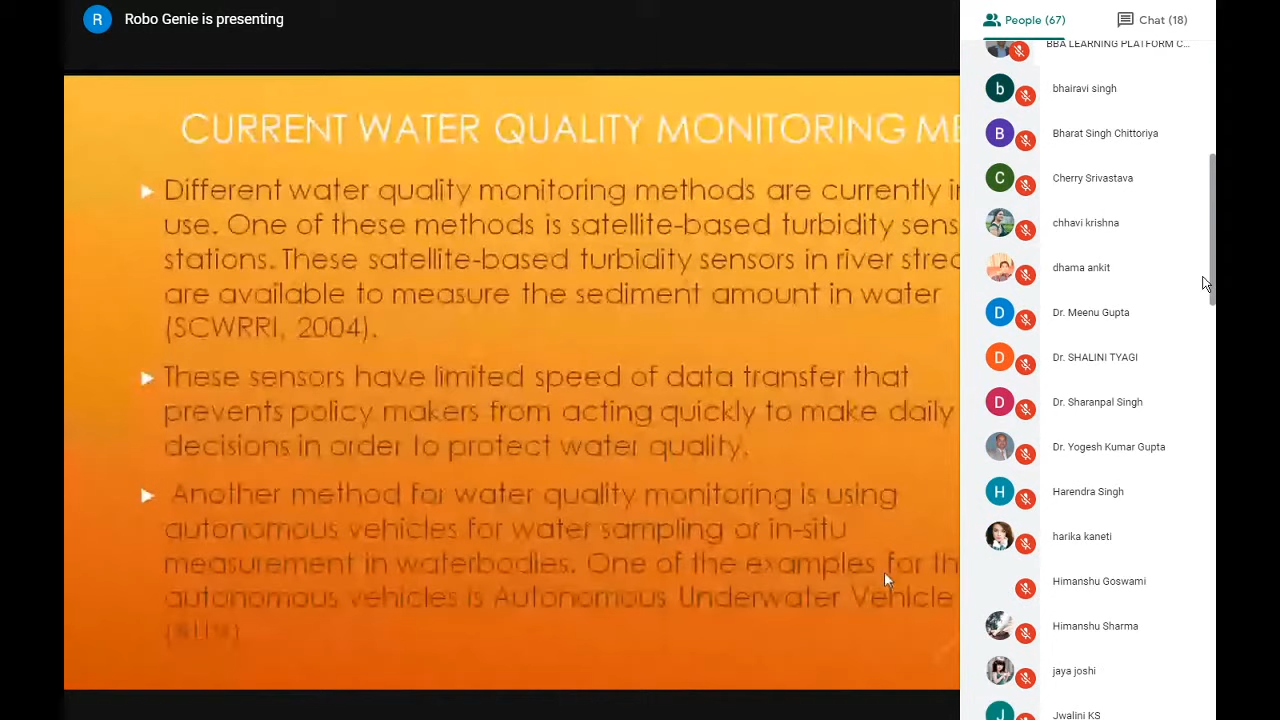 R
Robo Genie is presenting
People (67)
Chat (18)
CURRENT WATER QUALITY MONITORING ME
Different water quality monitoring methods are currently in
use. One of these methods is satellite-based turbidity sens
stations. These satellite-based turbidity sensors in river strea
are available to measure the sediment amount in water
(SCWRRI, 2004).
These sensors have limited speed of data transfer that
prevents policy makers from acting quickly to make daily
decisions in order to protect water quality.
Another method for water quality monitoring is using
autonomous vehicles for water sampling or in-situ
measurement in waterbodies. One of the examples for th
autonomous vehicles is Autonomous Underwater Vehicle
BBA LEARNING PLATFORM C...
b
bhairavi singh
B
Bharat Singh Chittoriya
C
Cherry Srivastava
chhavi krishna
dhama ankit
D
Dr. Meenu Gupta
D
Dr. SHALINI TYAGI
D
Dr. Sharanpal Singh
Dr. Yogesh Kumar Gupta
H
Harendra Singh
harika kaneti
Himanshu Goswami
Himanshu Sharma
jaya joshi
J
Jwalini KS